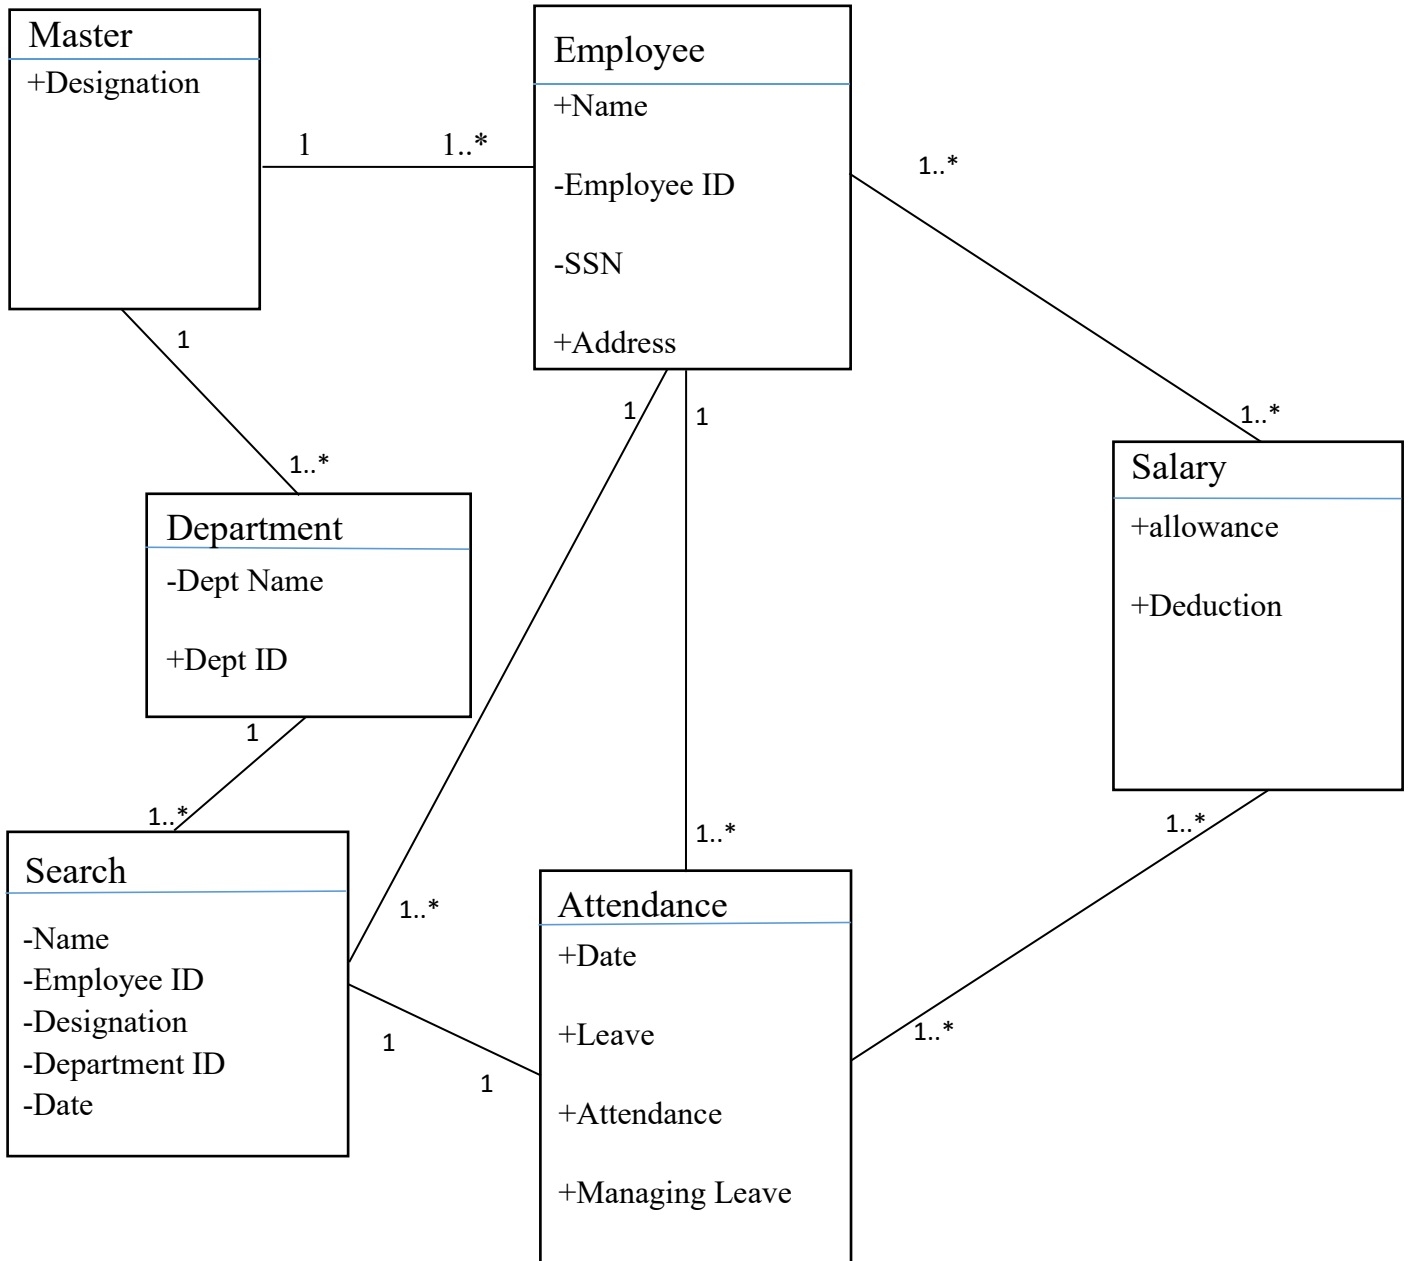 Master
+Designation
1
1..*
Employee
+Name
-Employee ID
-SSN
+Address
1..*
1..*
1
1..*
1
1
Department
-Dept Name
+Dept ID
Salary
+allowance
+Deduction
1
1..*
1..*
1..*
1..*
Search
-Name
-Employee ID
-Designation
-Department ID
-Date
1
1
Attendance
+Date
+Leave
+Attendance
+Managing Leave
1..*